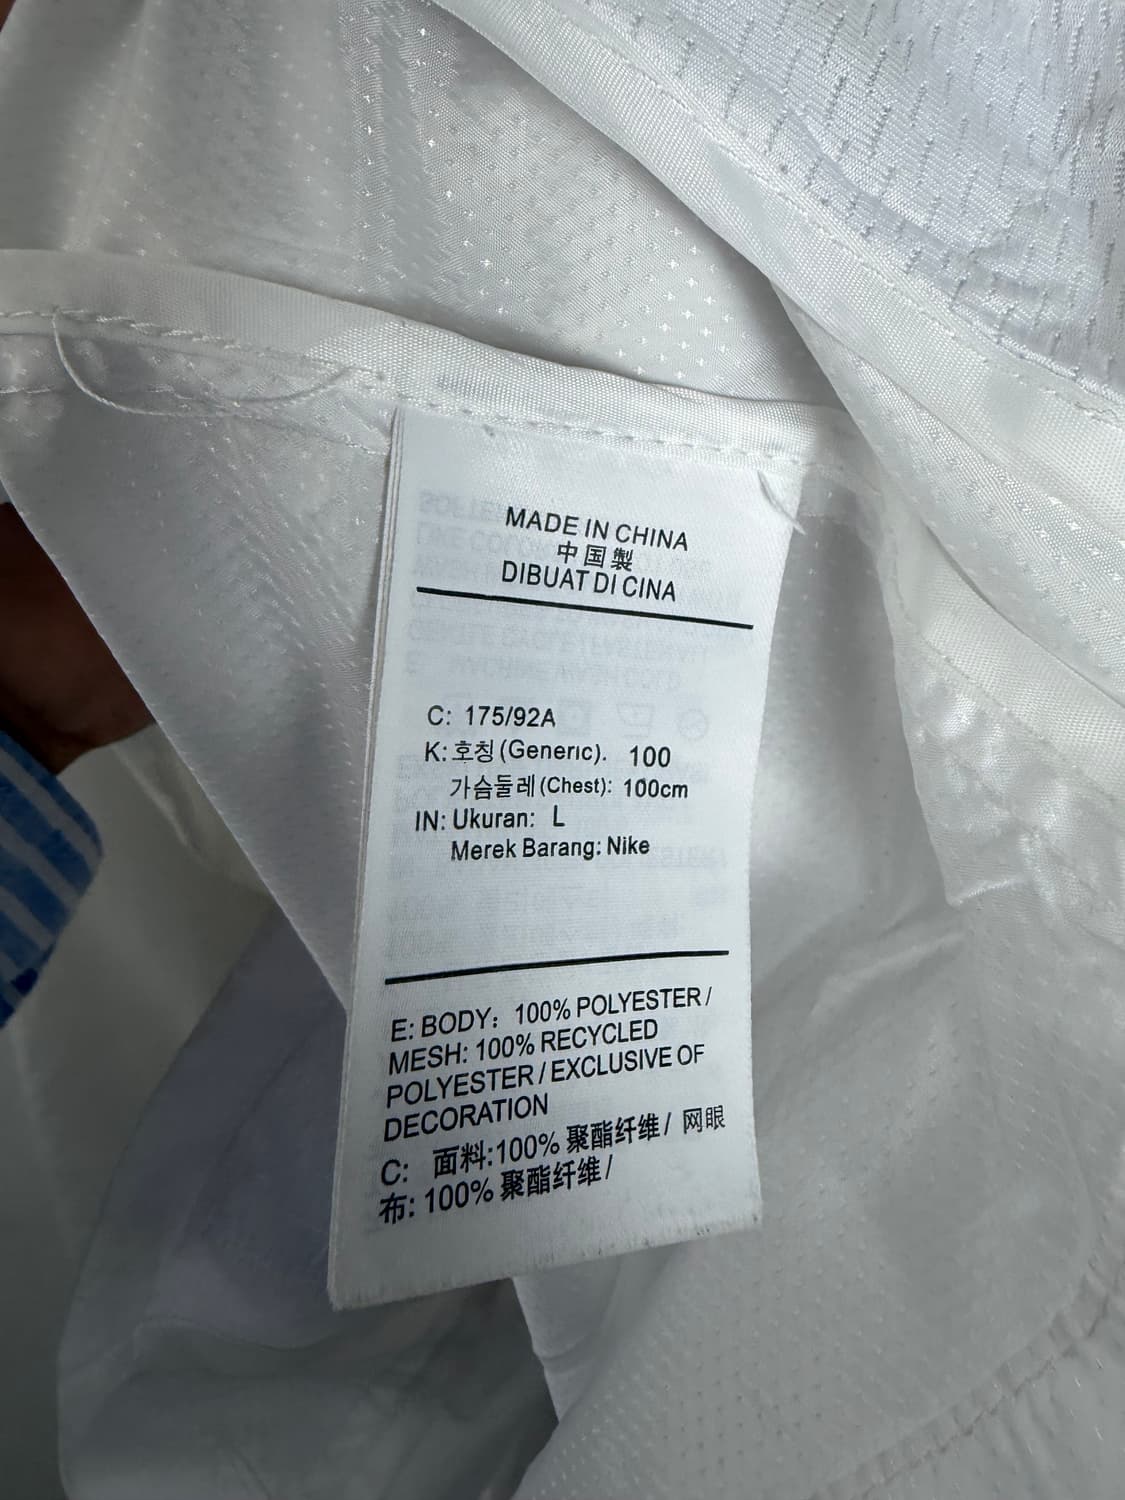 MADE IN CHINA
中国製
DIBUAT DI CINA
C: 175/92A
K: 호칭 (Generic). 100
가슴둘레 (Chest): 100cm
IN: Ukuran: L
Merek Barang: Nike
E: BODY: 100% POLYESTER /
MESH: 100% RECYCLED
POLYESTER / EXCLUSIVE OF
DECORATION
C: 面料:100% 聚酯纤维/ 网眼
布: 100% 聚酯纤维/